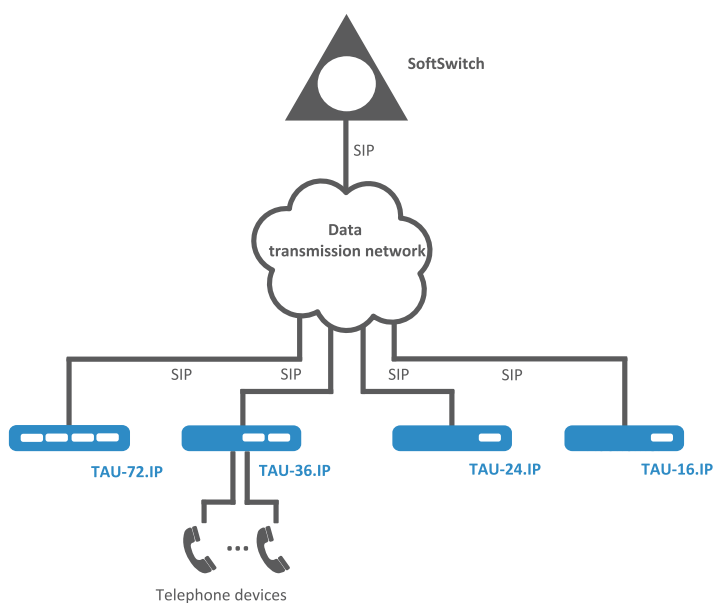 SoftSwitch
SIP
Data
transmission network
SIP
SIP
SIP
SIP
TAU-72.IP
TAU-36.IP
TAU-24.IP
TAU-16.IP
Telephone devices